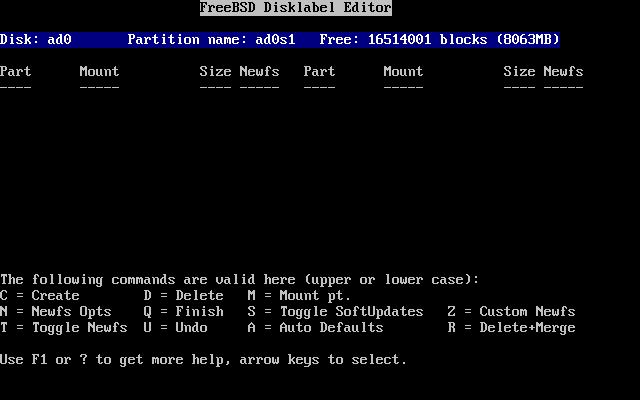 FreeBSD Disklabel Editor
Disk: ad0 Partition name: ad0s1 Free: 16514001 blocks (8063MB)
Part Mount Size Newfs Part Mount Size Newfs
---- ----- ---- ----- ---- ----- ---- -----
The following commands are valid here (upper or lower case):
C = Create D = Delete M = Mount pt.
N = Newfs Opts Q = Finish S = Toggle SoftUpdates Z = Custom Newfs
T = Toggle Newfs U = Undo A = Auto Defaults R = Delete+Merge
Use F1 or ? to get more help, arrow keys to select.